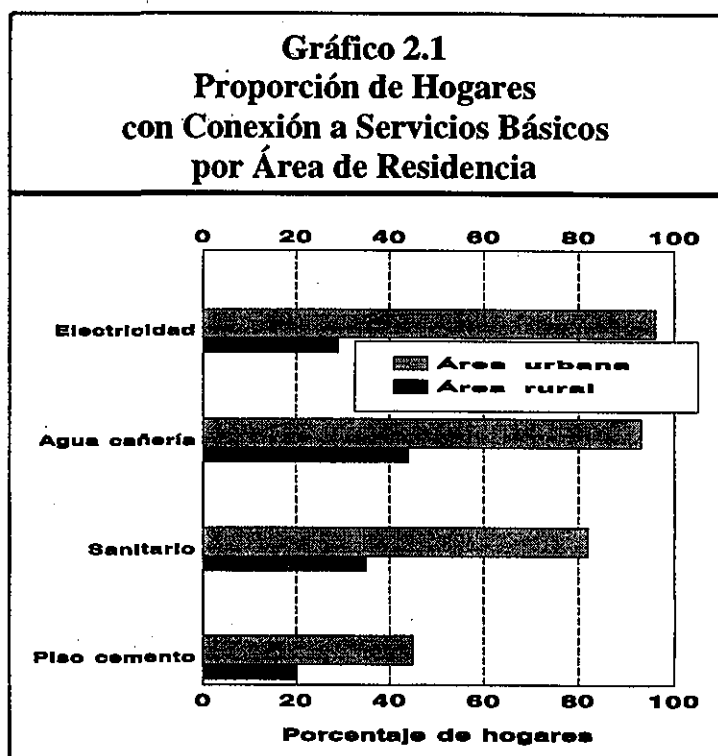 Gráfico 2.1
Proporción de Hogares
con Conexión a Servicios Básicos
por Área de Residencia
0 20 40 60 80 100
Electricidad
Área urbana
Área rural
Agua cañería
Sanitario
Piso cemento
0 20 40 60 80 100
Porcentaje de hogares